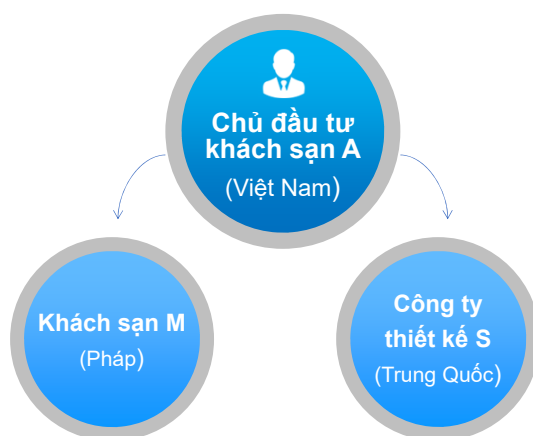 Chủ đầu tư
khách sạn A
(Việt Nam)
Khách sạn M
(Pháp)
Công ty
thiết kế S
(Trung Quốc)